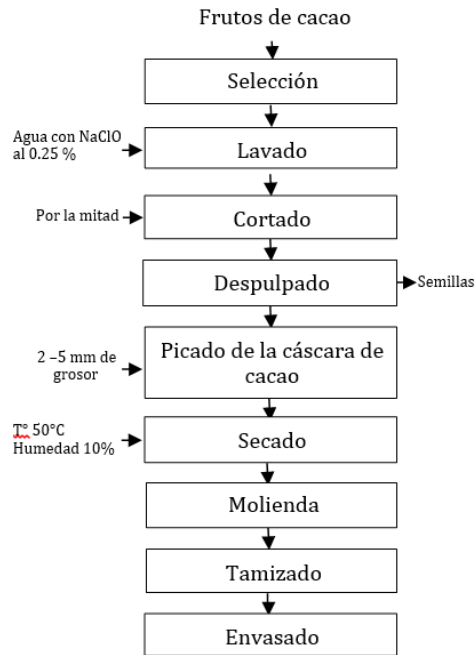 Frutos de cacao
Selección
Agua con NaClO
al 0.25 %
Lavado
Por la mitad
Cortado
Despulpado
Semillas
2 –5 mm de
grosor
Picado de la cáscara de
cacao
T° 50°C
Humedad 10%
Secado
Molienda
Tamizado
Envasado